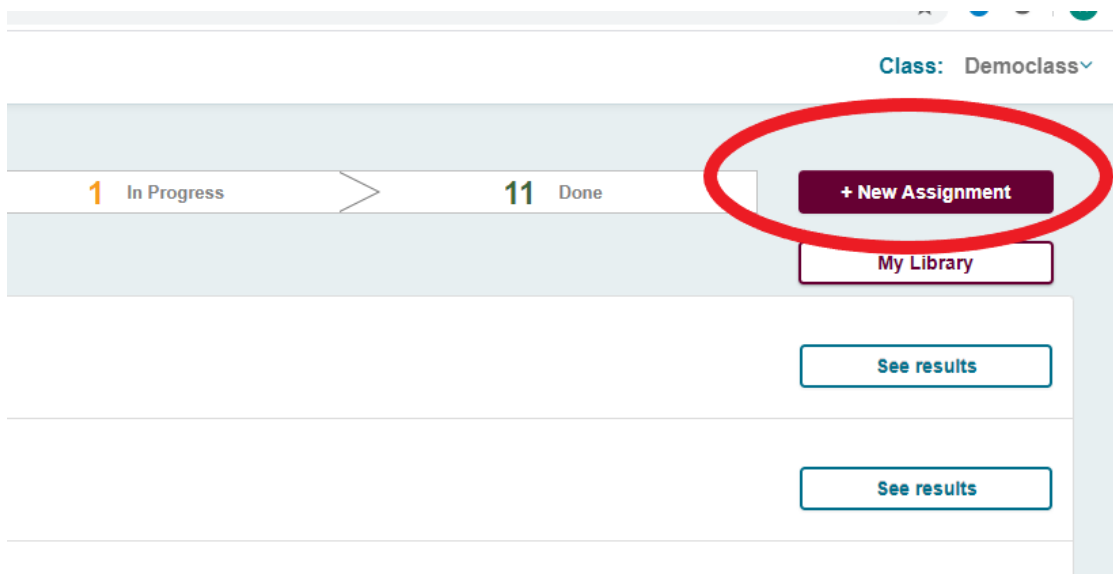 Class: Democlass
1 In Progress 11 Done + New Assignment
My Library
See results
See results